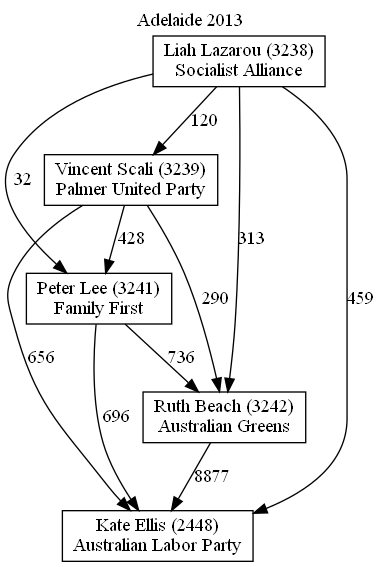 Adelaide 2013
Liah Lazarou (3238)
Socialist Alliance
120
Vincent Scali (3239)
Palmer United Party
32
428
313
Peter Lee (3241)
Family First
290
459
656
736
696
Ruth Beach (3242)
Australian Greens
8877
Kate Ellis (2448)
Australian Labor Party